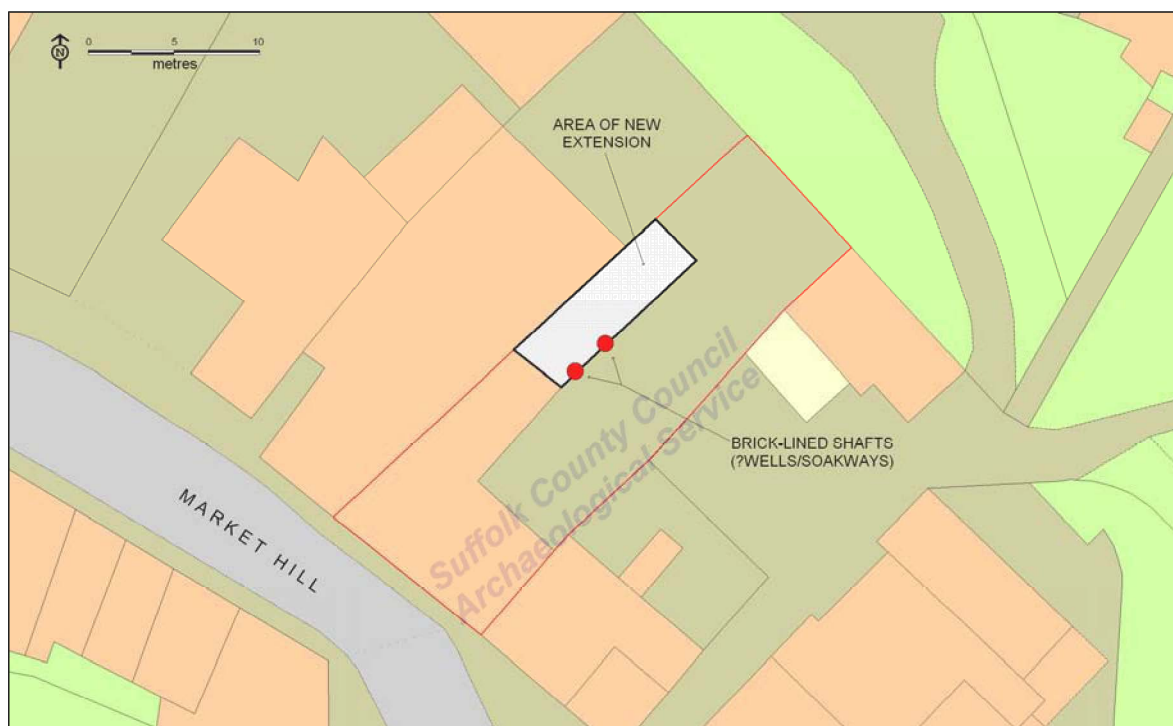 N
0 5 10
metres
AREA OF NEW
EXTENSION
BRICK-LINED SHAFTS
(?WELLS/SOAKWAYS)
MARKET HILL
Suffolk County Council
Archaeological Service